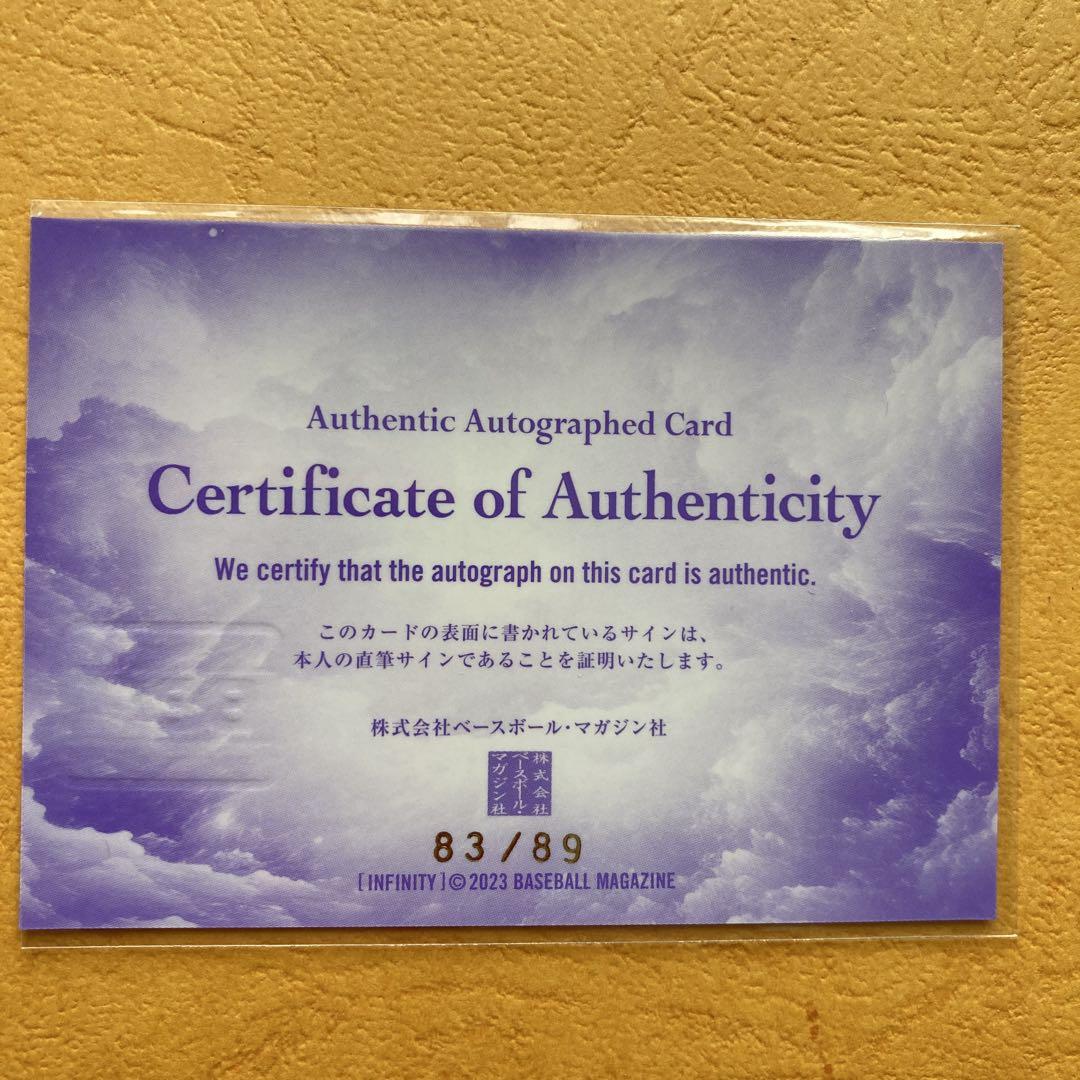 Authentic Autographed Card
Certificate of Authenticity
We certify that the autograph on this card is authentic.
このカードの表面に書かれているサインは、
本人の直筆サインであることを証明いたします。
株式会社ベースボール・マガジン社
株式会社
ベースボール・
マガジン社
83/89
[INFINITY]©2023 BASEBALL MAGAZINE